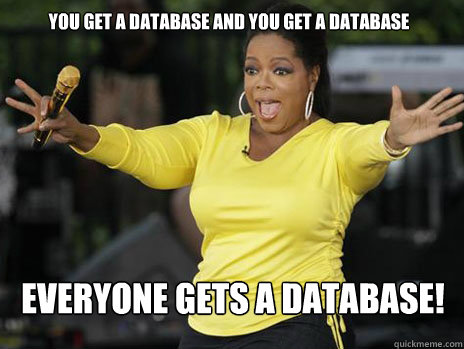 YOU GET A DATABASE AND YOU GET A DATABASE
EVERYONE GETS A DATABASE!
quickmeme.com